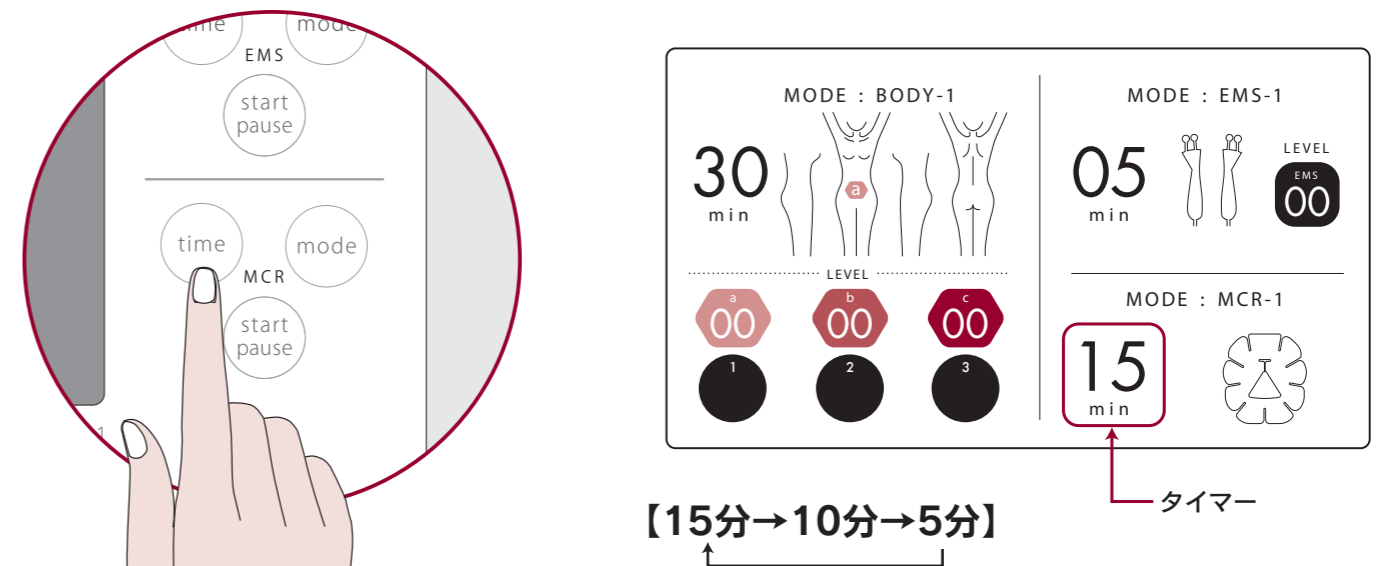 time
mode
EMS
start
pause
time
mode
MCR
start
pause
1
MODE : BODY-1
30
min
a
LEVEL
a
00
b
00
c
00
1
2
3
MODE : EMS-1
05
min
LEVEL
EMS
00
MODE : MCR-1
15
min
タイマー
【15分→10分→5分】